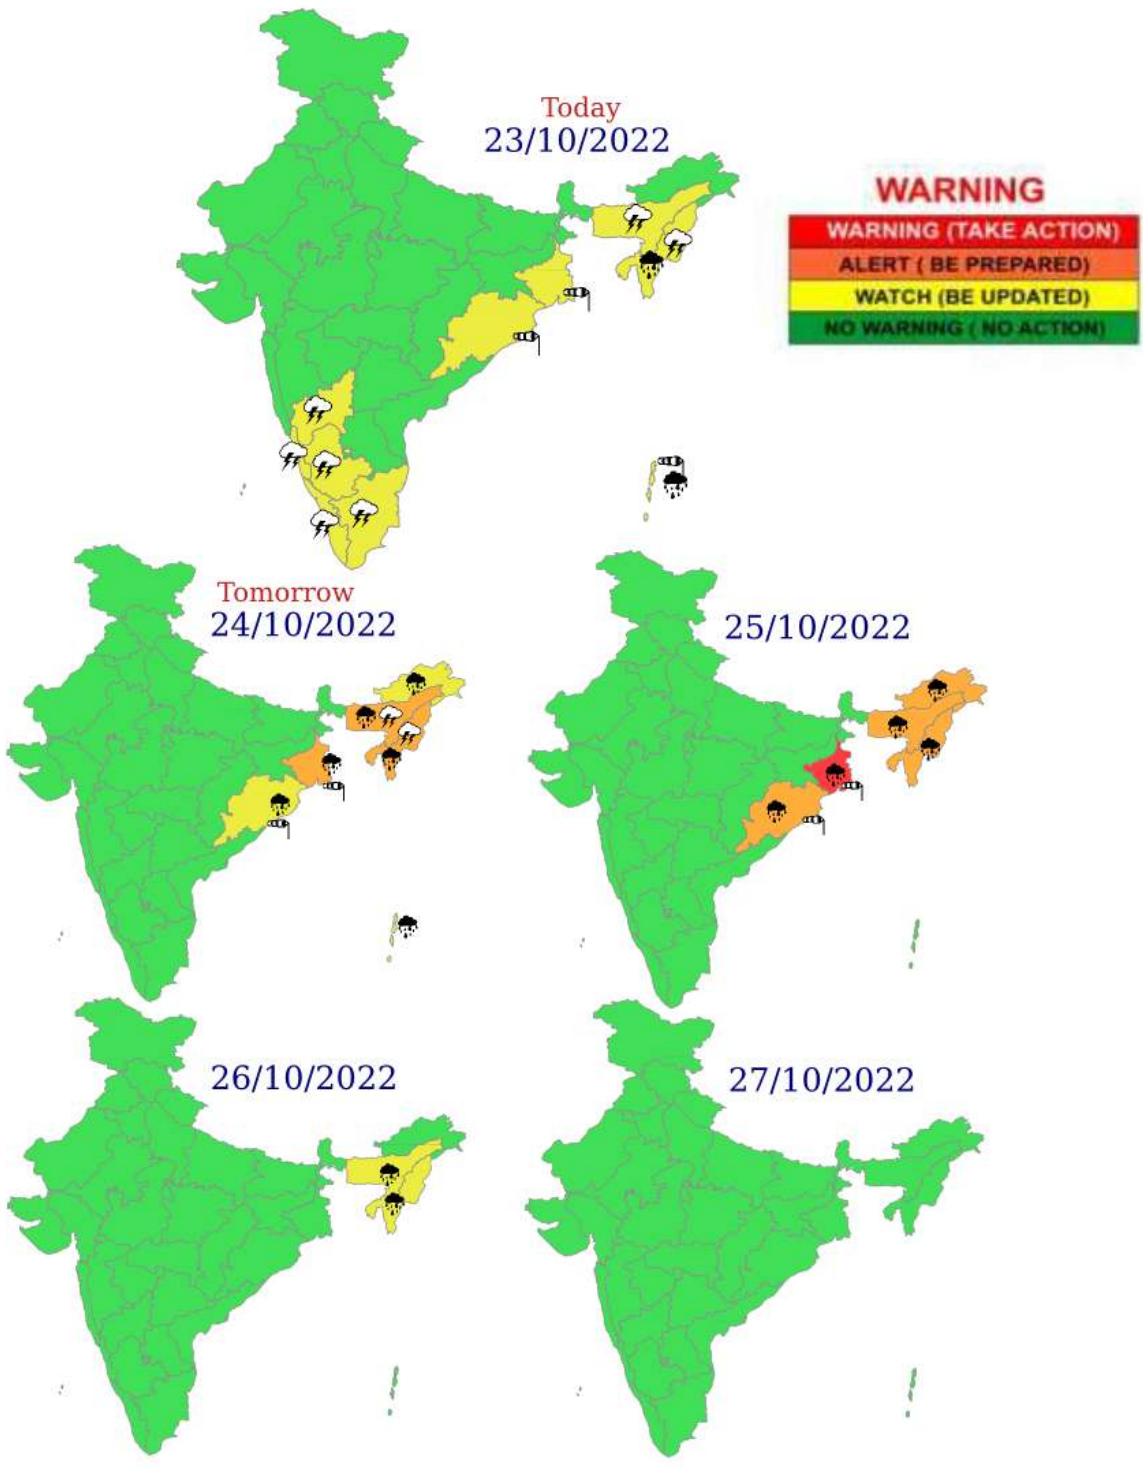 Today
23/10/2022
WARNING
WARNING (TAKE ACTION)
ALERT ( BE PREPARED)
WATCH (BE UPDATED)
NO WARNING ( NO ACTION)
Tomorrow
24/10/2022
25/10/2022
26/10/2022
27/10/2022